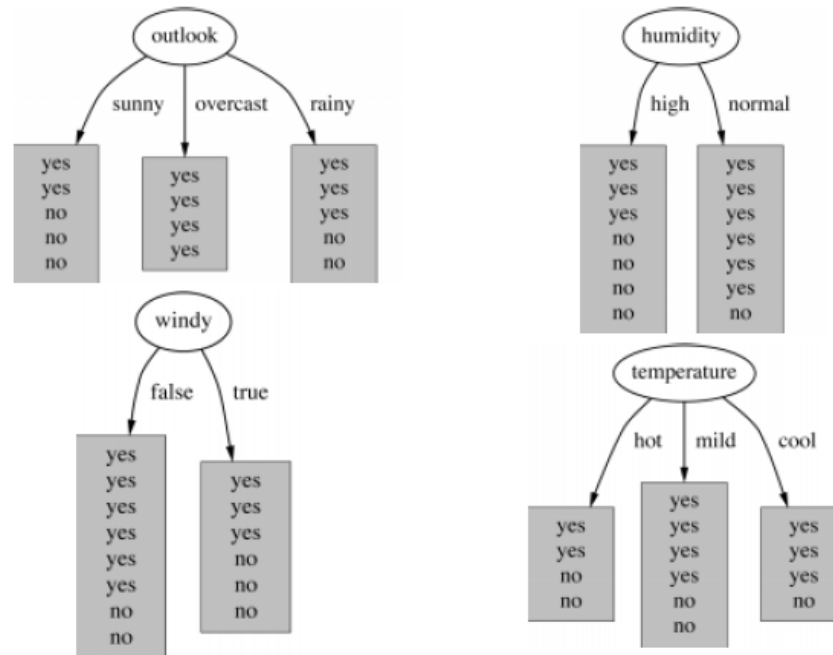 outlook
sunny overcast rainy
yes
yes
no
no
no
yes
yes
yes
yes
yes
yes
yes
no
no
humidity
high normal
yes
yes
yes
no
no
no
no
yes
yes
yes
yes
yes
yes
no
windy
false true
yes
yes
yes
yes
yes
yes
no
no
yes
yes
yes
no
no
no
temperature
hot mild cool
yes
yes
no
no
yes
yes
yes
yes
no
no
yes
yes
yes
no